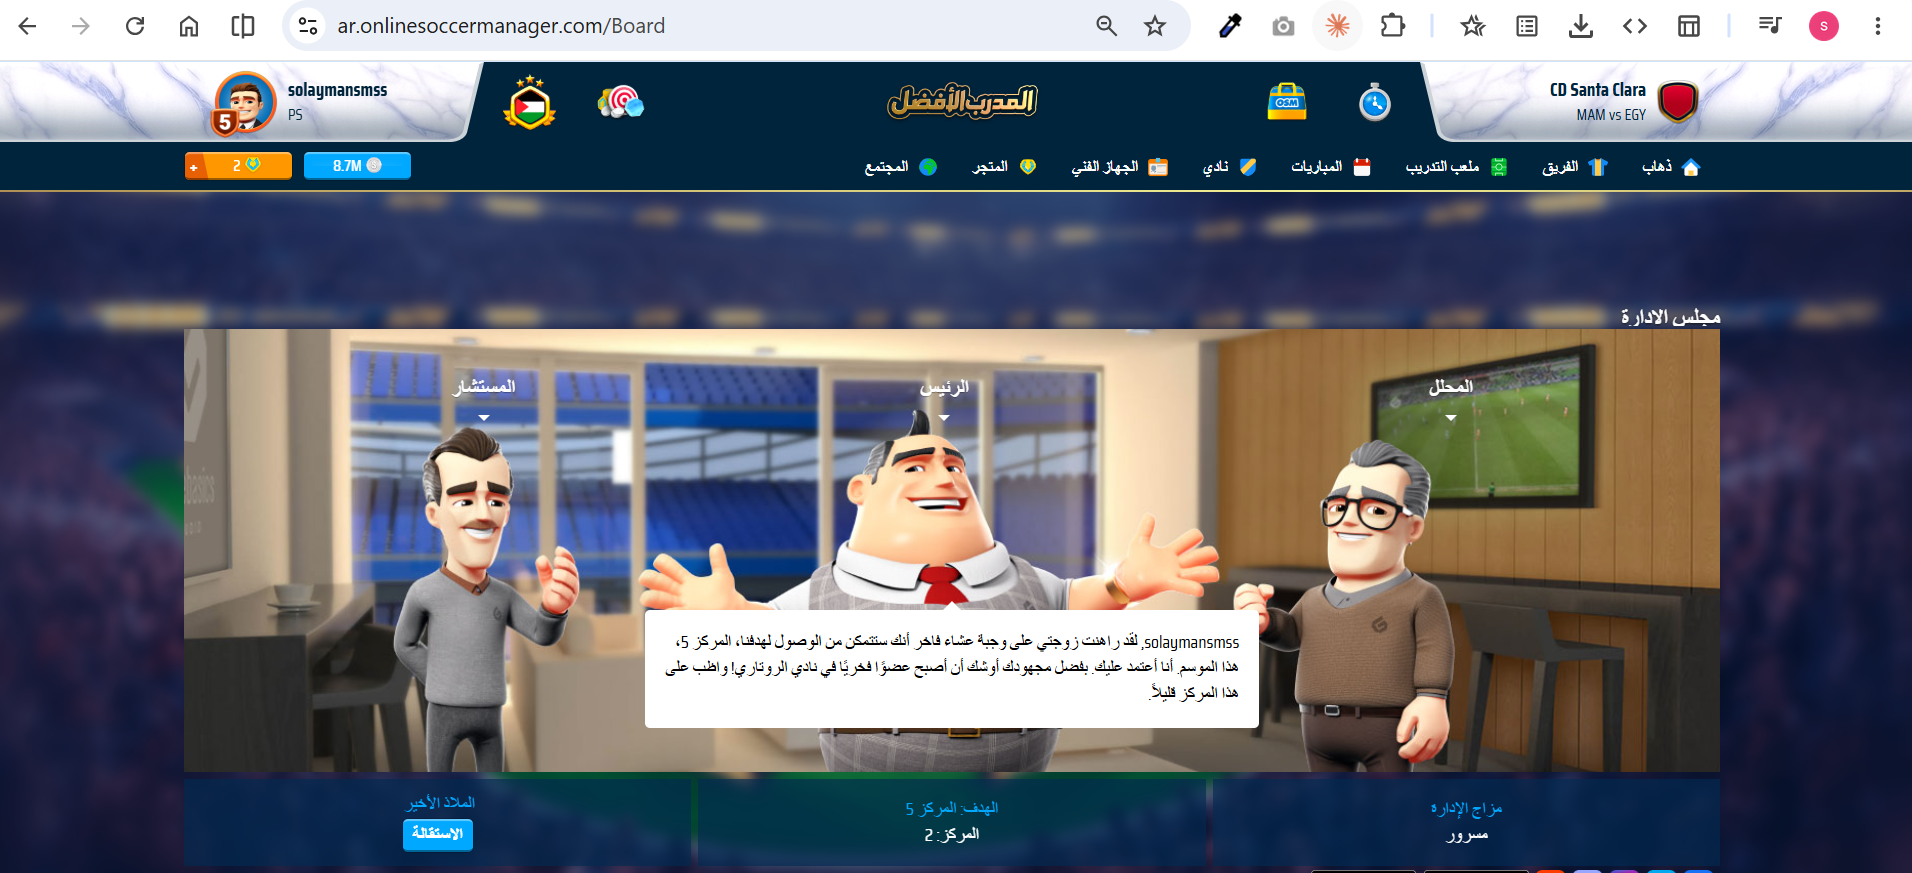 ar.onlinesoccermanager.com/Board
S
solaymansmss
PS
5
المدرب الأفضل
OSM
CD Santa Clara
MAM vs EGY
+ 2
8.7M
ذهاب
الفريق
ملعب التدريب
المباريات
نادي
الجهاز الفني
المتجر
المجتمع
مجلس الادارة
المحلل
الرئيس
المستشار
solaymansmss, لقد راهنت زوجتي على وجبة عشاء فاخر أنك ستتمكن من الوصول لهدفنا، المركز 5،
هذا الموسم. أنا أعتمد عليك. بفضل مجهودك أوشك أن أصبح عضوًا فخريًا في نادي الروتاري! واظب على
هذا المركز قليلاً.
مزاج الإدارة
مسرور
الهدف: المركز 5
المركز: 2
الملاذ الأخير
الاستقالة